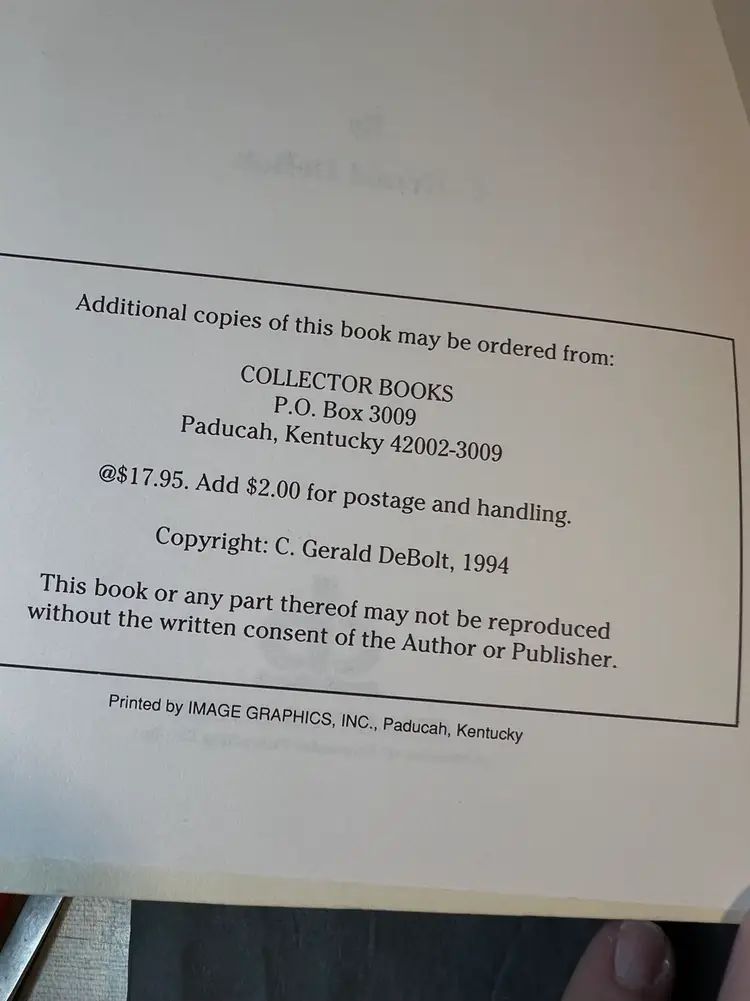 Additional copies of this book may be ordered from:
COLLECTOR BOOKS
P.O. Box 3009
Paducah, Kentucky 42002-3009
@$17.95. Add $2.00 for postage and handling.
Copyright: C. Gerald DeBolt, 1994
This book or any part thereof may not be reproduced
without the written consent of the Author or Publisher.
Printed by IMAGE GRAPHICS, INC., Paducah, Kentucky